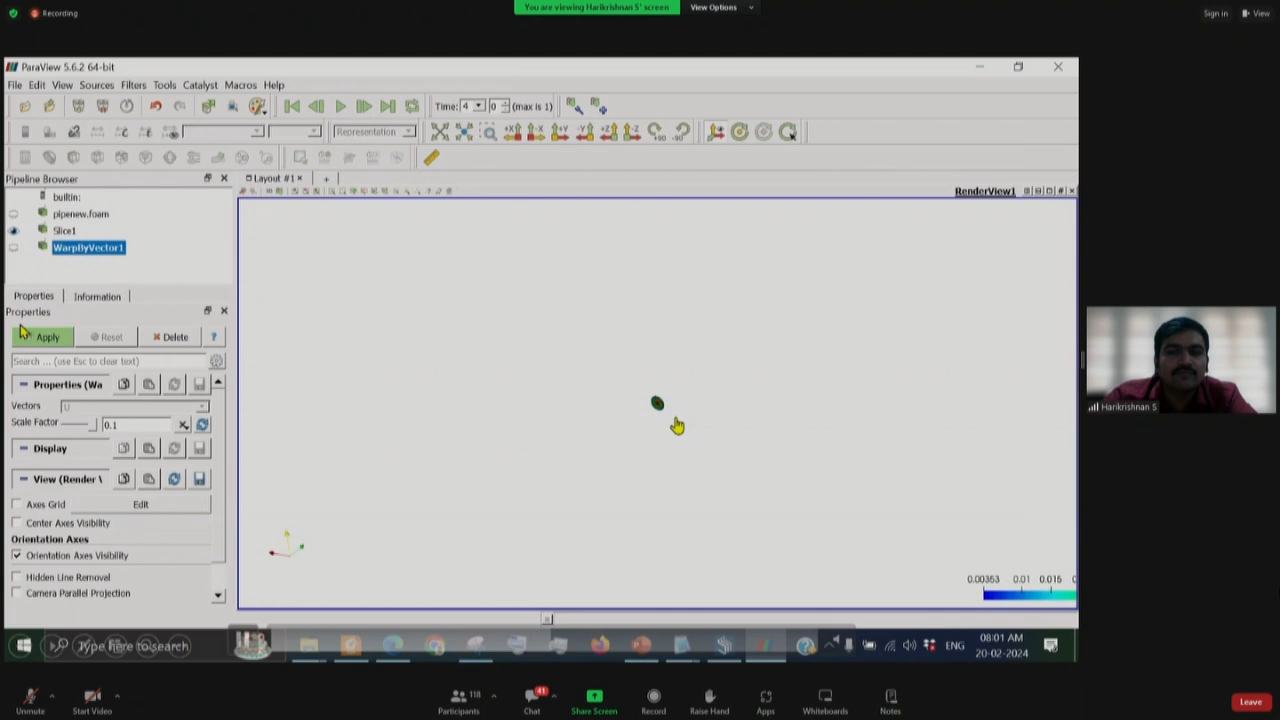 Recording
You are viewing Harikrishnan S' screen
View Options
Sign in
View
ParaView 5.6.2 64-bit
File Edit View Sources Filters Tools Catalyst Macros Help
Time: 4 0 (max is 1)
Representation
Pipeline Browser
Layout #1 +
builtin:
RenderView1
pipenew.foam
Slice1
WarpByVector1
Properties Information
Properties
Apply Reset Delete ?
Search ... (use Esc to clear text)
Properties (Wa
Vectors U
Scale Factor 0.1
Display
View (Render
Axes Grid Edit
Center Axes Visibility
Orientation Axes
Orientation Axes Visibility
Hidden Line Removal
Camera Parallel Projection
0.00353 0.01 0.015
Harikrishnan S
Type here to search
ENG
08:01 AM
20-02-2024
Unmute
Start Video
118
Participants
41
Chat
Share Screen
Record
Raise Hand
Apps
Whiteboards
Notes
Leave